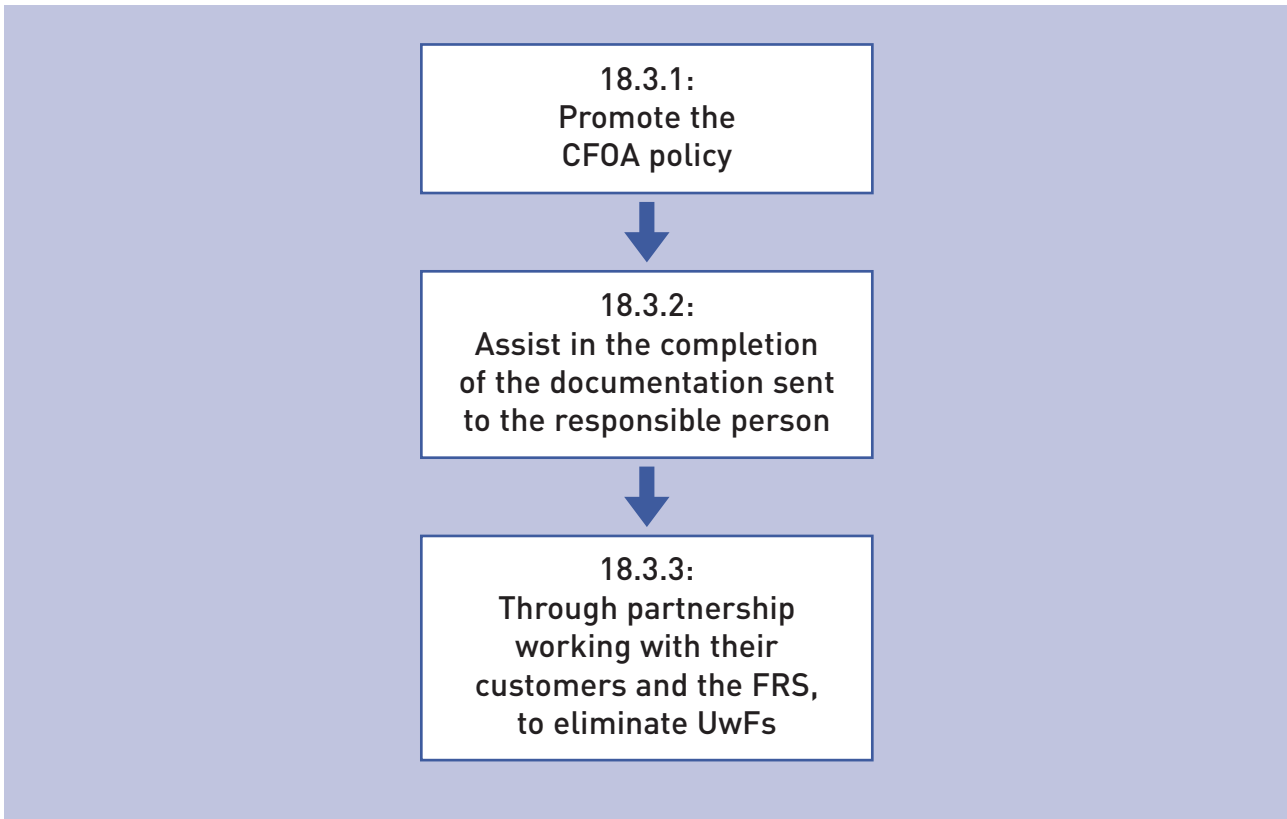 18.3.1:
Promote the
CFOA policy
18.3.2:
Assist in the completion
of the documentation sent
to the responsible person
18.3.3:
Through partnership
working with their
customers and the FRS,
to eliminate UwFs